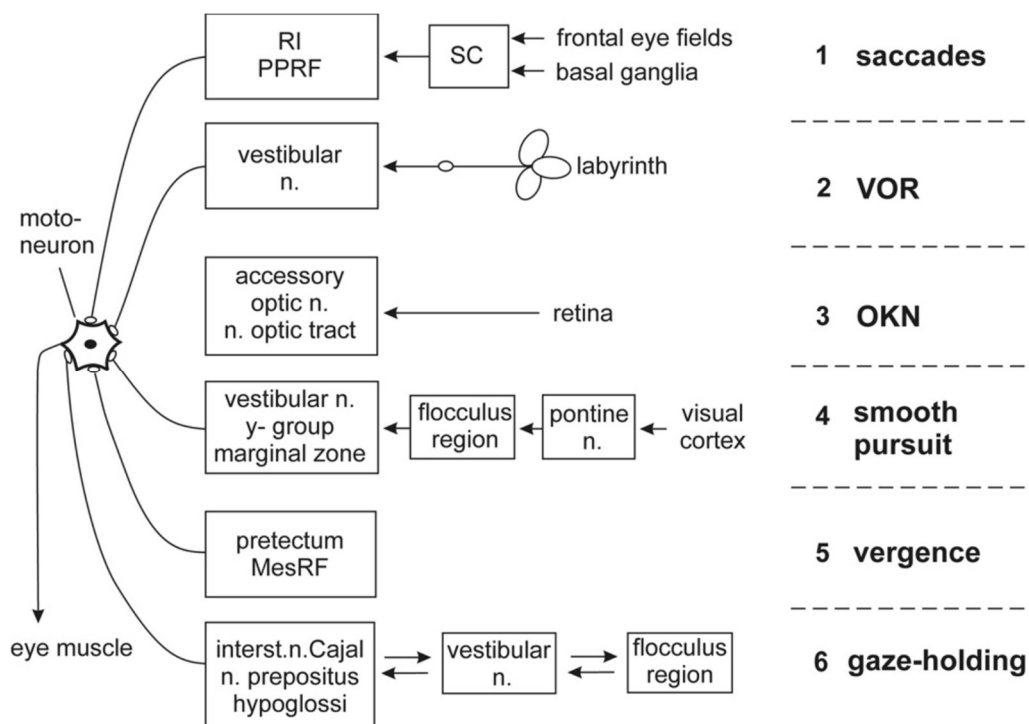 RI
PPRF
SC
frontal eye fields
basal ganglia
1 saccades
vestibular
n.
labyrinth
2 VOR
moto-
neuron
accessory
optic n.
n. optic tract
retina
3 OKN
vestibular n.
y- group
marginal zone
flocculus
region
pontine
n.
visual
cortex
4 smooth
pursuit
pretectum
MesRF
5 vergence
eye muscle
interst.n.Cajal
n. prepositus
hypoglossi
vestibular
n.
flocculus
region
6 gaze-holding